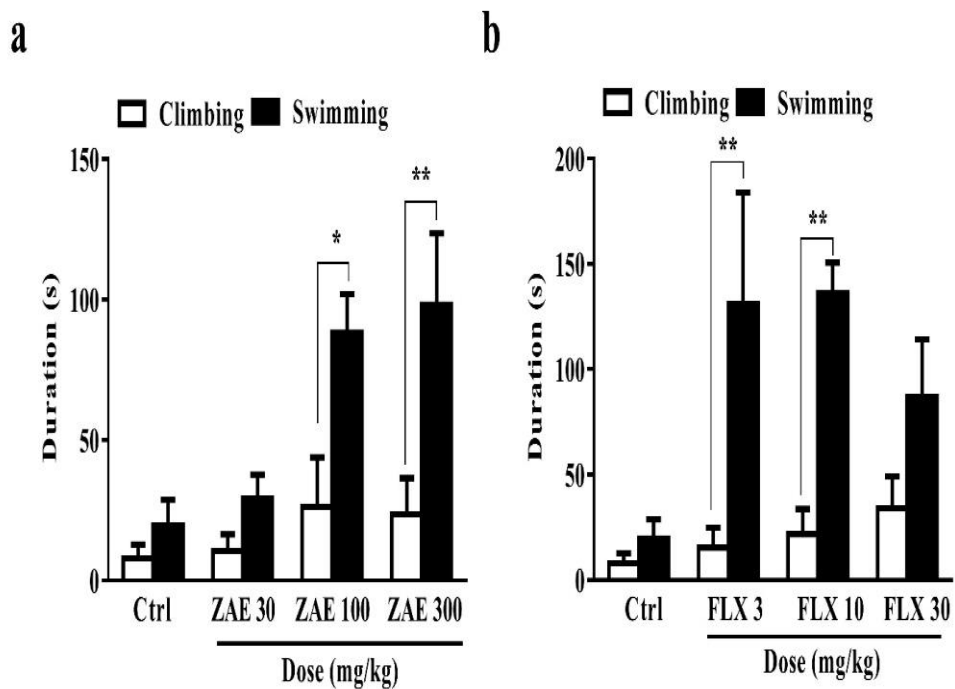 a
Climbing Swimming
150
100
50
0
Duration (s)
*
**
Ctrl ZAE 30 ZAE 100 ZAE 300
Dose (mg/kg)
b
Climbing Swimming
200
150
100
50
0
Duration (s)
**
**
Ctrl FLX 3 FLX 10 FLX 30
Dose (mg/kg)